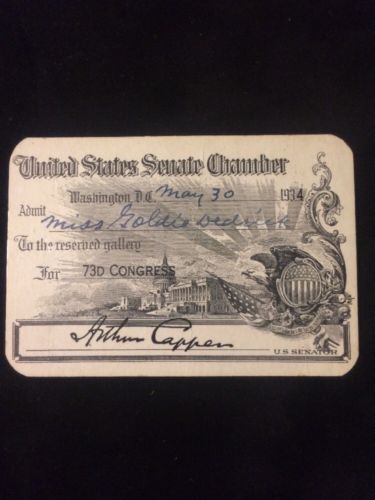 United States Senate Chamber
Washington D.C. May 30 1934
Admit Miss Goldie Dedrick
To the reserved gallery
For 73D CONGRESS
Arthur Capper
U.S. SENATOR